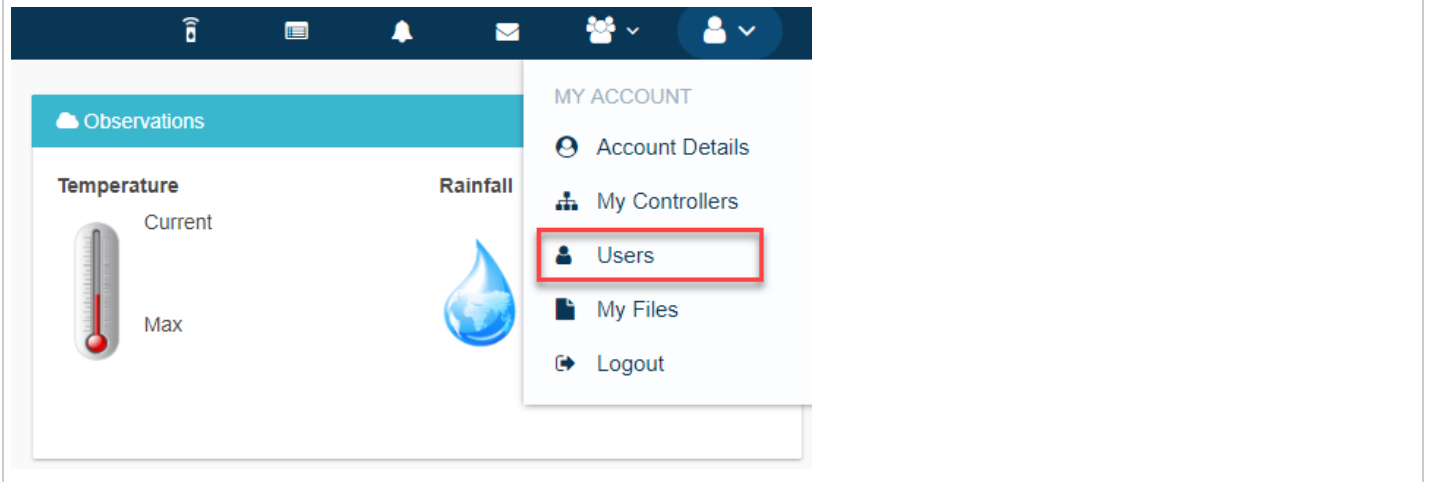 MY ACCOUNT
Observations
Account Details
Temperature
Rainfall
My Controllers
Current
Users
My Files
Max
Logout